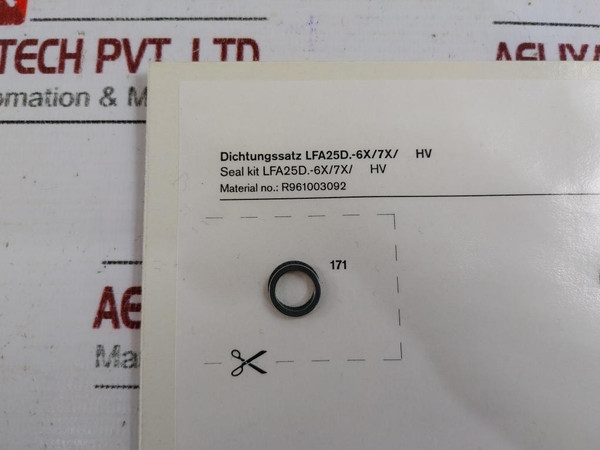 TECH PVT. LTD
omation & M
Dichtungssatz LFA25D.-6X/7X/ HV
Seal kit LFA25D.-6X/7X/ HV
Material no.: R961003092
171
AE
Ma